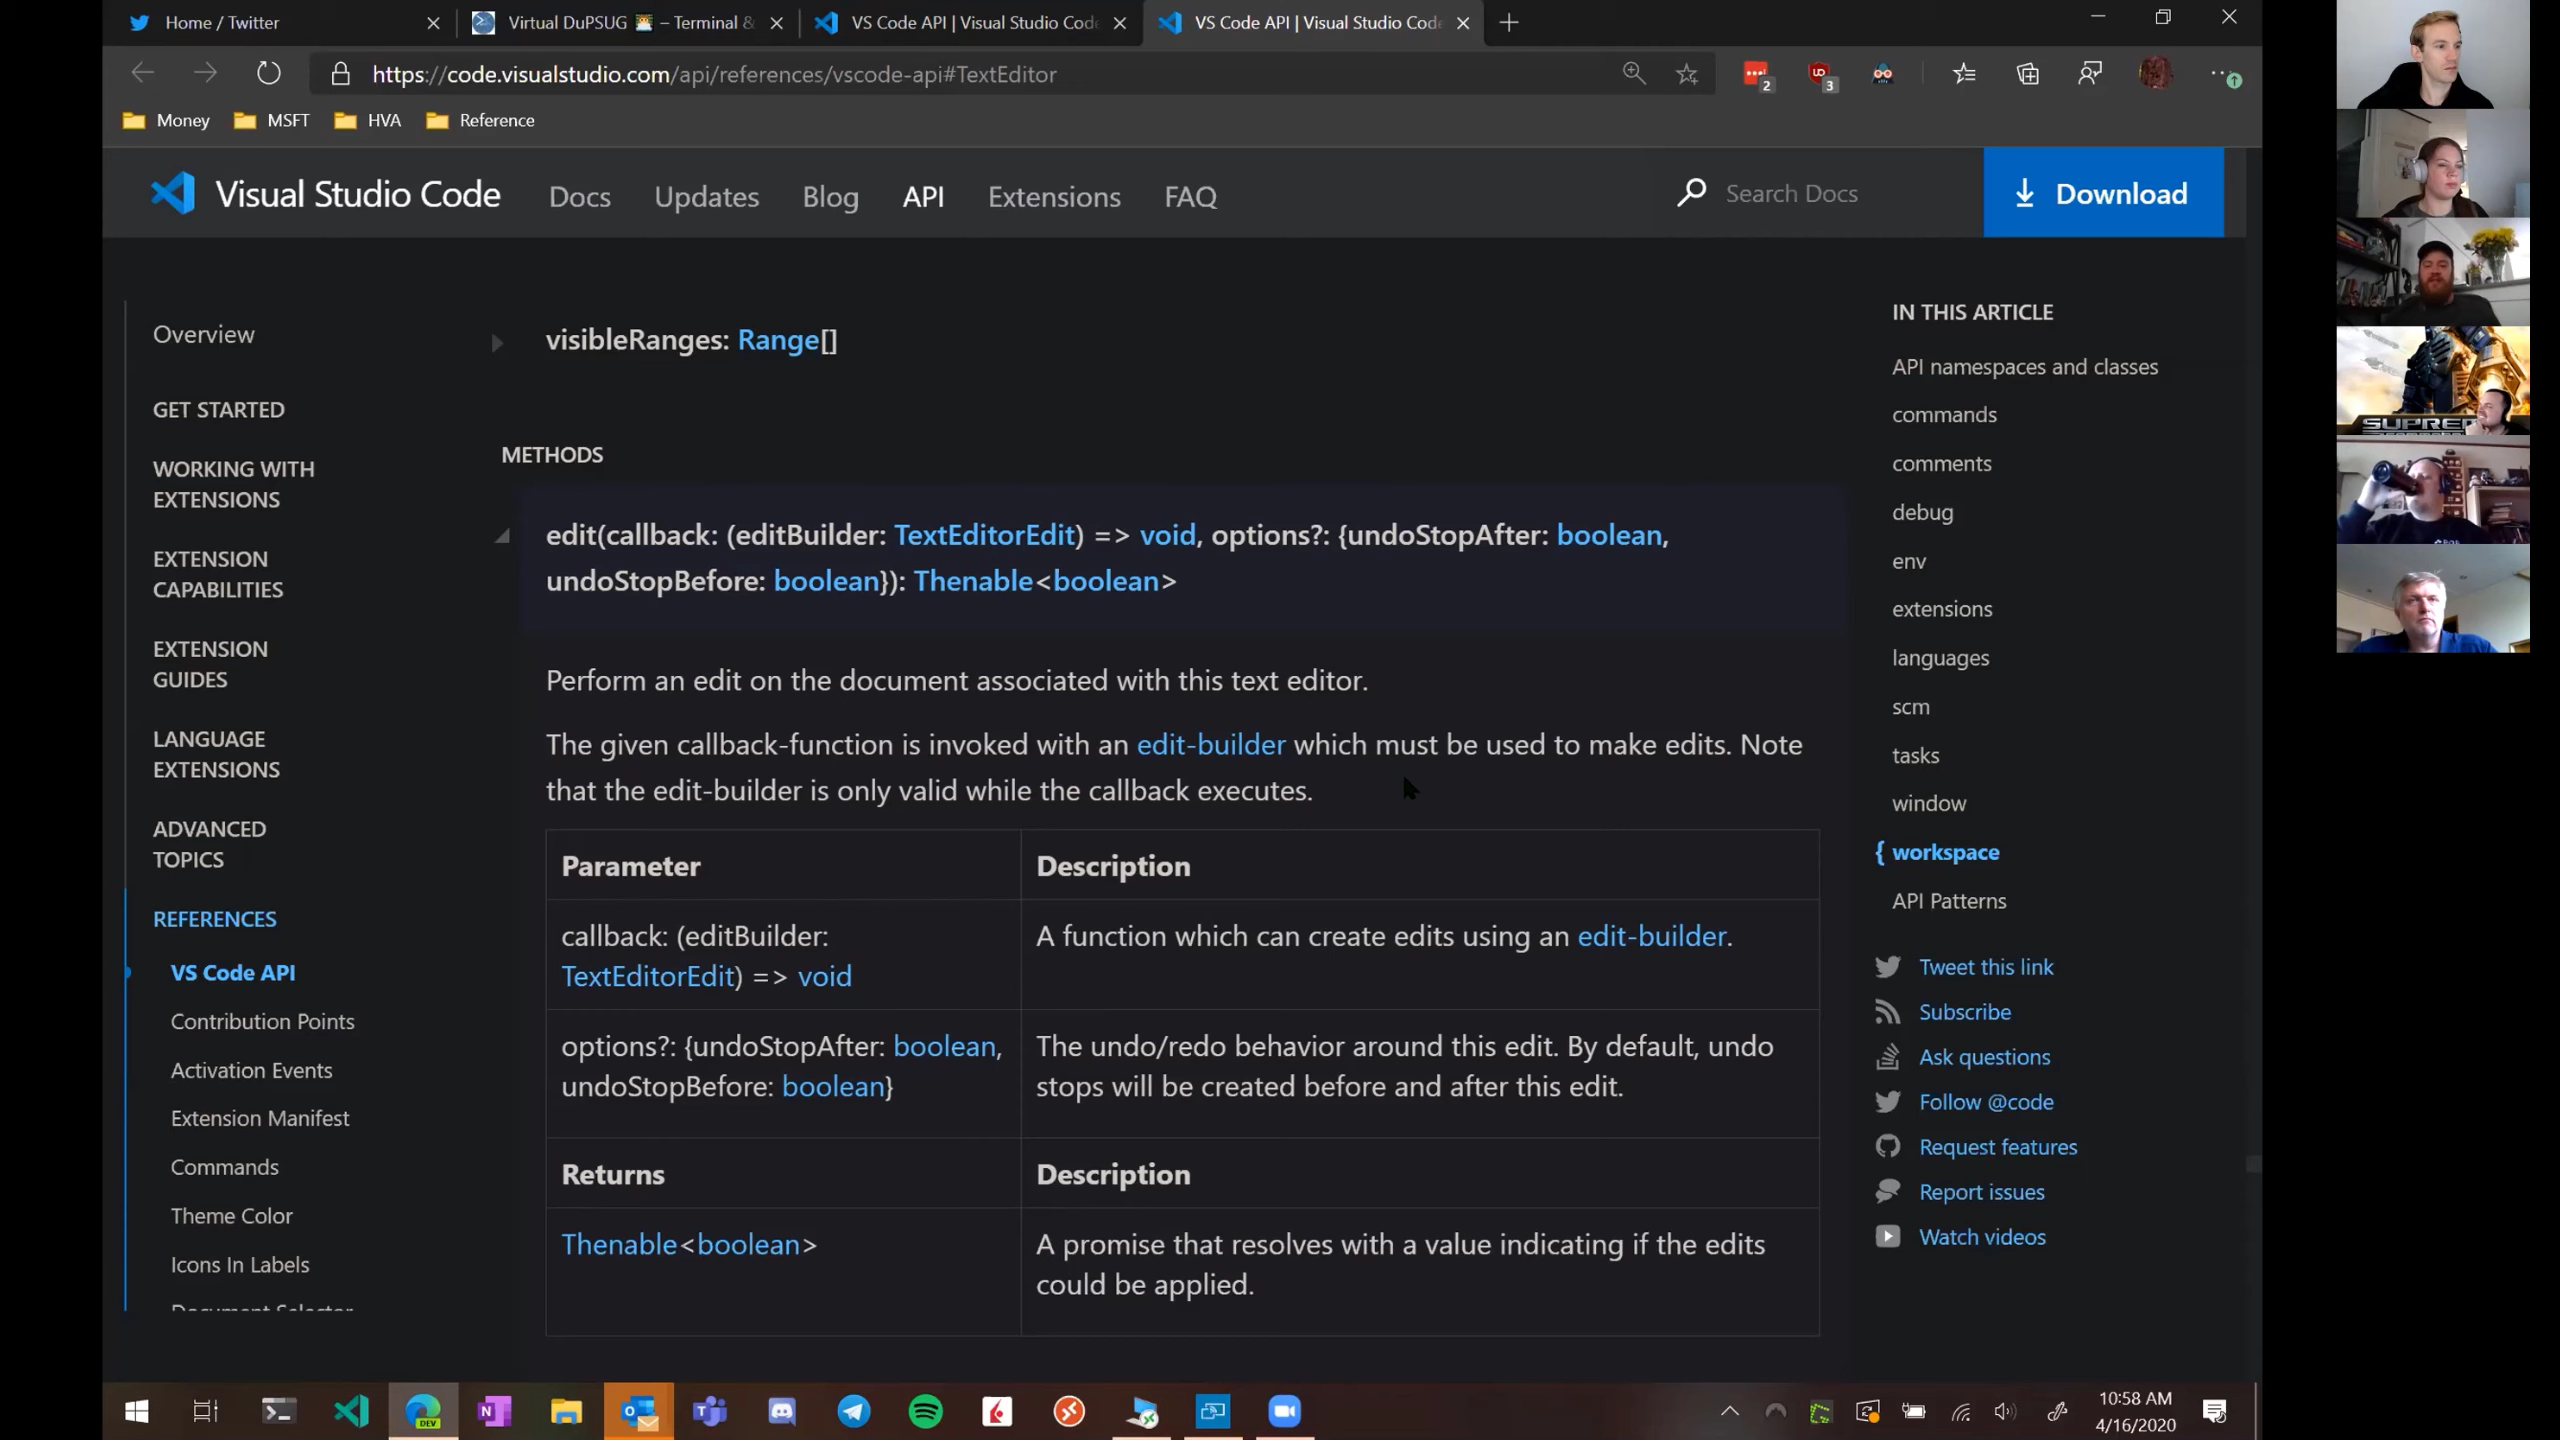 Home / Twitter
Virtual DuPSUG 👨‍💻 – Terminal &
VS Code API | Visual Studio Code
VS Code API | Visual Studio Code
https://code.visualstudio.com/api/references/vscode-api#TextEditor
2
3
Money
MSFT
HVA
Reference
Visual Studio Code
Docs
Updates
Blog
API
Extensions
FAQ
Search Docs
Download
Overview
GET STARTED
WORKING WITH
EXTENSIONS
EXTENSION
CAPABILITIES
EXTENSION
GUIDES
LANGUAGE
EXTENSIONS
ADVANCED
TOPICS
REFERENCES
VS Code API
Contribution Points
Activation Events
Extension Manifest
Commands
Theme Color
Icons In Labels
Document Selector
visibleRanges: Range[]
METHODS
edit(callback: (editBuilder: TextEditorEdit) => void, options?: {undoStopAfter: boolean,
undoStopBefore: boolean}): Thenable<boolean>
Perform an edit on the document associated with this text editor.
The given callback-function is invoked with an edit-builder which must be used to make edits. Note
that the edit-builder is only valid while the callback executes.
Parameter
Description
callback: (editBuilder:
TextEditorEdit) => void
A function which can create edits using an edit-builder.
options?: {undoStopAfter: boolean,
undoStopBefore: boolean}
The undo/redo behavior around this edit. By default, undo
stops will be created before and after this edit.
Returns
Description
Thenable<boolean>
A promise that resolves with a value indicating if the edits
could be applied.
IN THIS ARTICLE
API namespaces and classes
commands
comments
debug
env
extensions
languages
scm
tasks
window
{ workspace
API Patterns
Tweet this link
Subscribe
Ask questions
Follow @code
Request features
Report issues
Watch videos
SUPREM
DEV
10:58 AM
4/16/2020